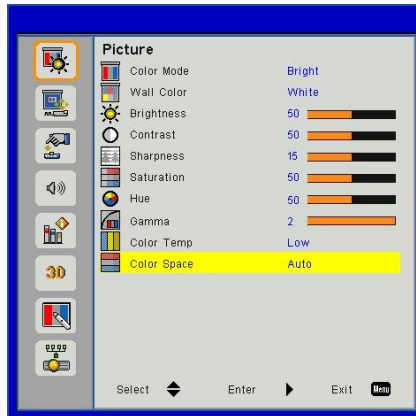 Picture
Color Mode Bright
Wall Color White
Brightness 50
Contrast 50
Sharpness 15
Saturation 50
Hue 50
Gamma 2
Color Temp Low
Color Space Auto
3D
Select Enter Exit Menu